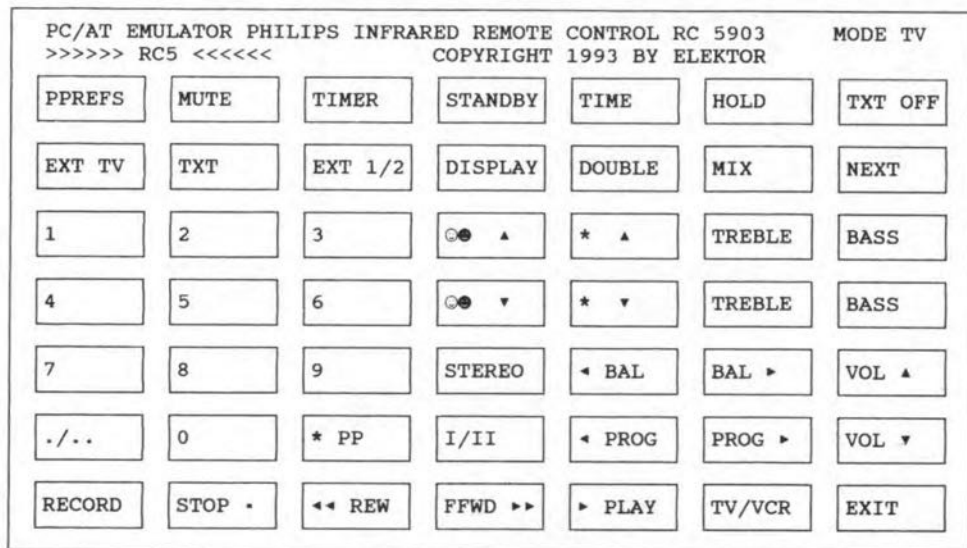 PC/AT EMULATOR PHILIPS INFRARED REMOTE CONTROL RC 5903 MODE TV
>>>>>> RC5 <<<<<< COPYRIGHT 1993 BY ELEKTOR
PPREFS MUTE TIMER STANDBY TIME HOLD TXT OFF
EXT TV TXT EXT 1/2 DISPLAY DOUBLE MIX NEXT
1 2 3 ☺☻ ▲ * ▲ TREBLE BASS
4 5 6 ☺☻ ▼ * ▼ TREBLE BASS
7 8 9 STEREO ◄ BAL BAL ► VOL ▲
./.. 0 * PP I/II ◄ PROG PROG ► VOL ▼
RECORD STOP ▪ ◄◄ REW FFWD ►► ► PLAY TV/VCR EXIT